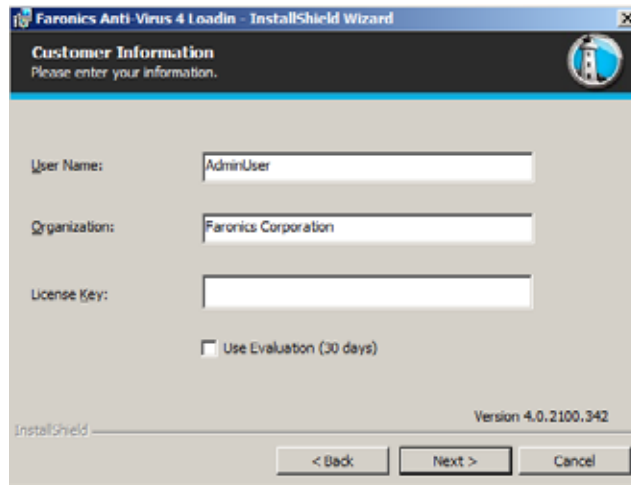 Faronics Anti-Virus 4 Loadin - InstallShield Wizard
Customer Information
Please enter your information.
User Name:
AdminUser
Organization:
Faronics Corporation
License Key:
Use Evaluation (30 days)
Version 4.0.2100.342
InstallShield
< Back
Next >
Cancel